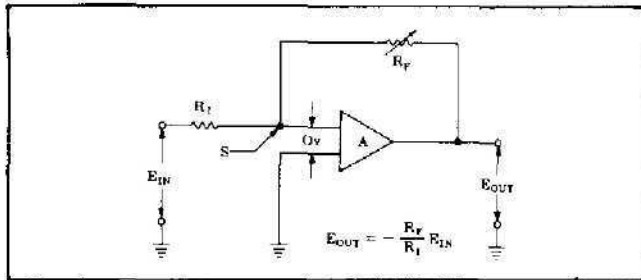 R_F
R_I
S
0v
A
E_IN
E_OUT
E_OUT = - R_F/R_I E_IN